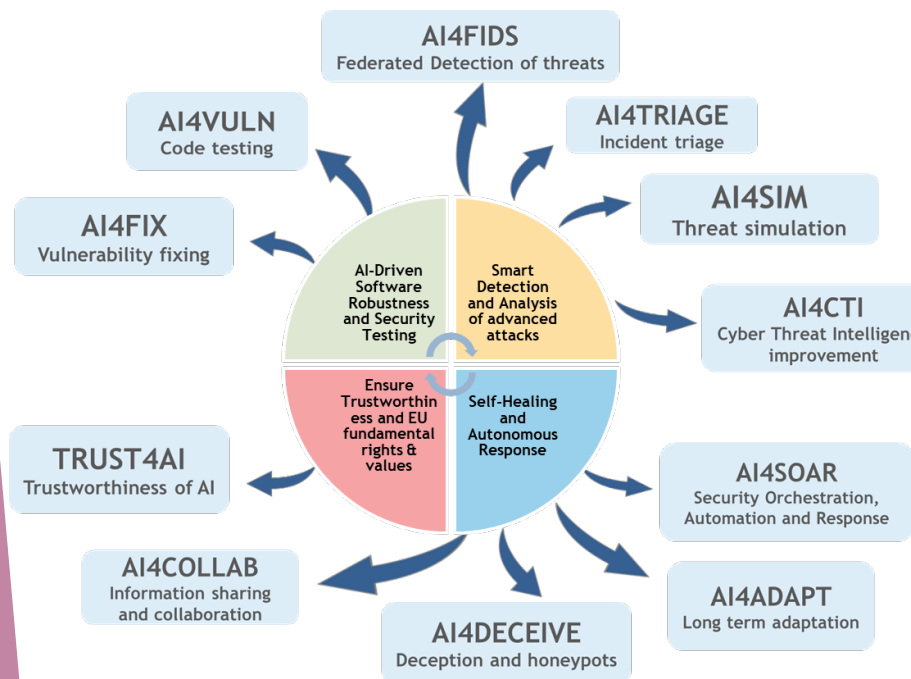 AI4FIDS
Federated Detection of threats
AI4VULN
Code testing
AI4TRIAGE
Incident triage
AI4SIM
Threat simulation
AI4FIX
Vulnerability fixing
AI-Driven
Software
Robustness
and Security
Testing
Smart
Detection
and Analysis
of advanced
attacks
AI4CTI
Cyber Threat Intelligenc
improvement
Ensure
Trustworthin
ess and EU
fundamental
rights &
values
Self-Healing
and
Autonomous
Response
TRUST4AI
Trustworthiness of AI
AI4SOAR
Security Orchestration,
Automation and Response
AI4COLLAB
Information sharing
and collaboration
AI4ADAPT
Long term adaptation
AI4DECEIVE
Deception and honeypots